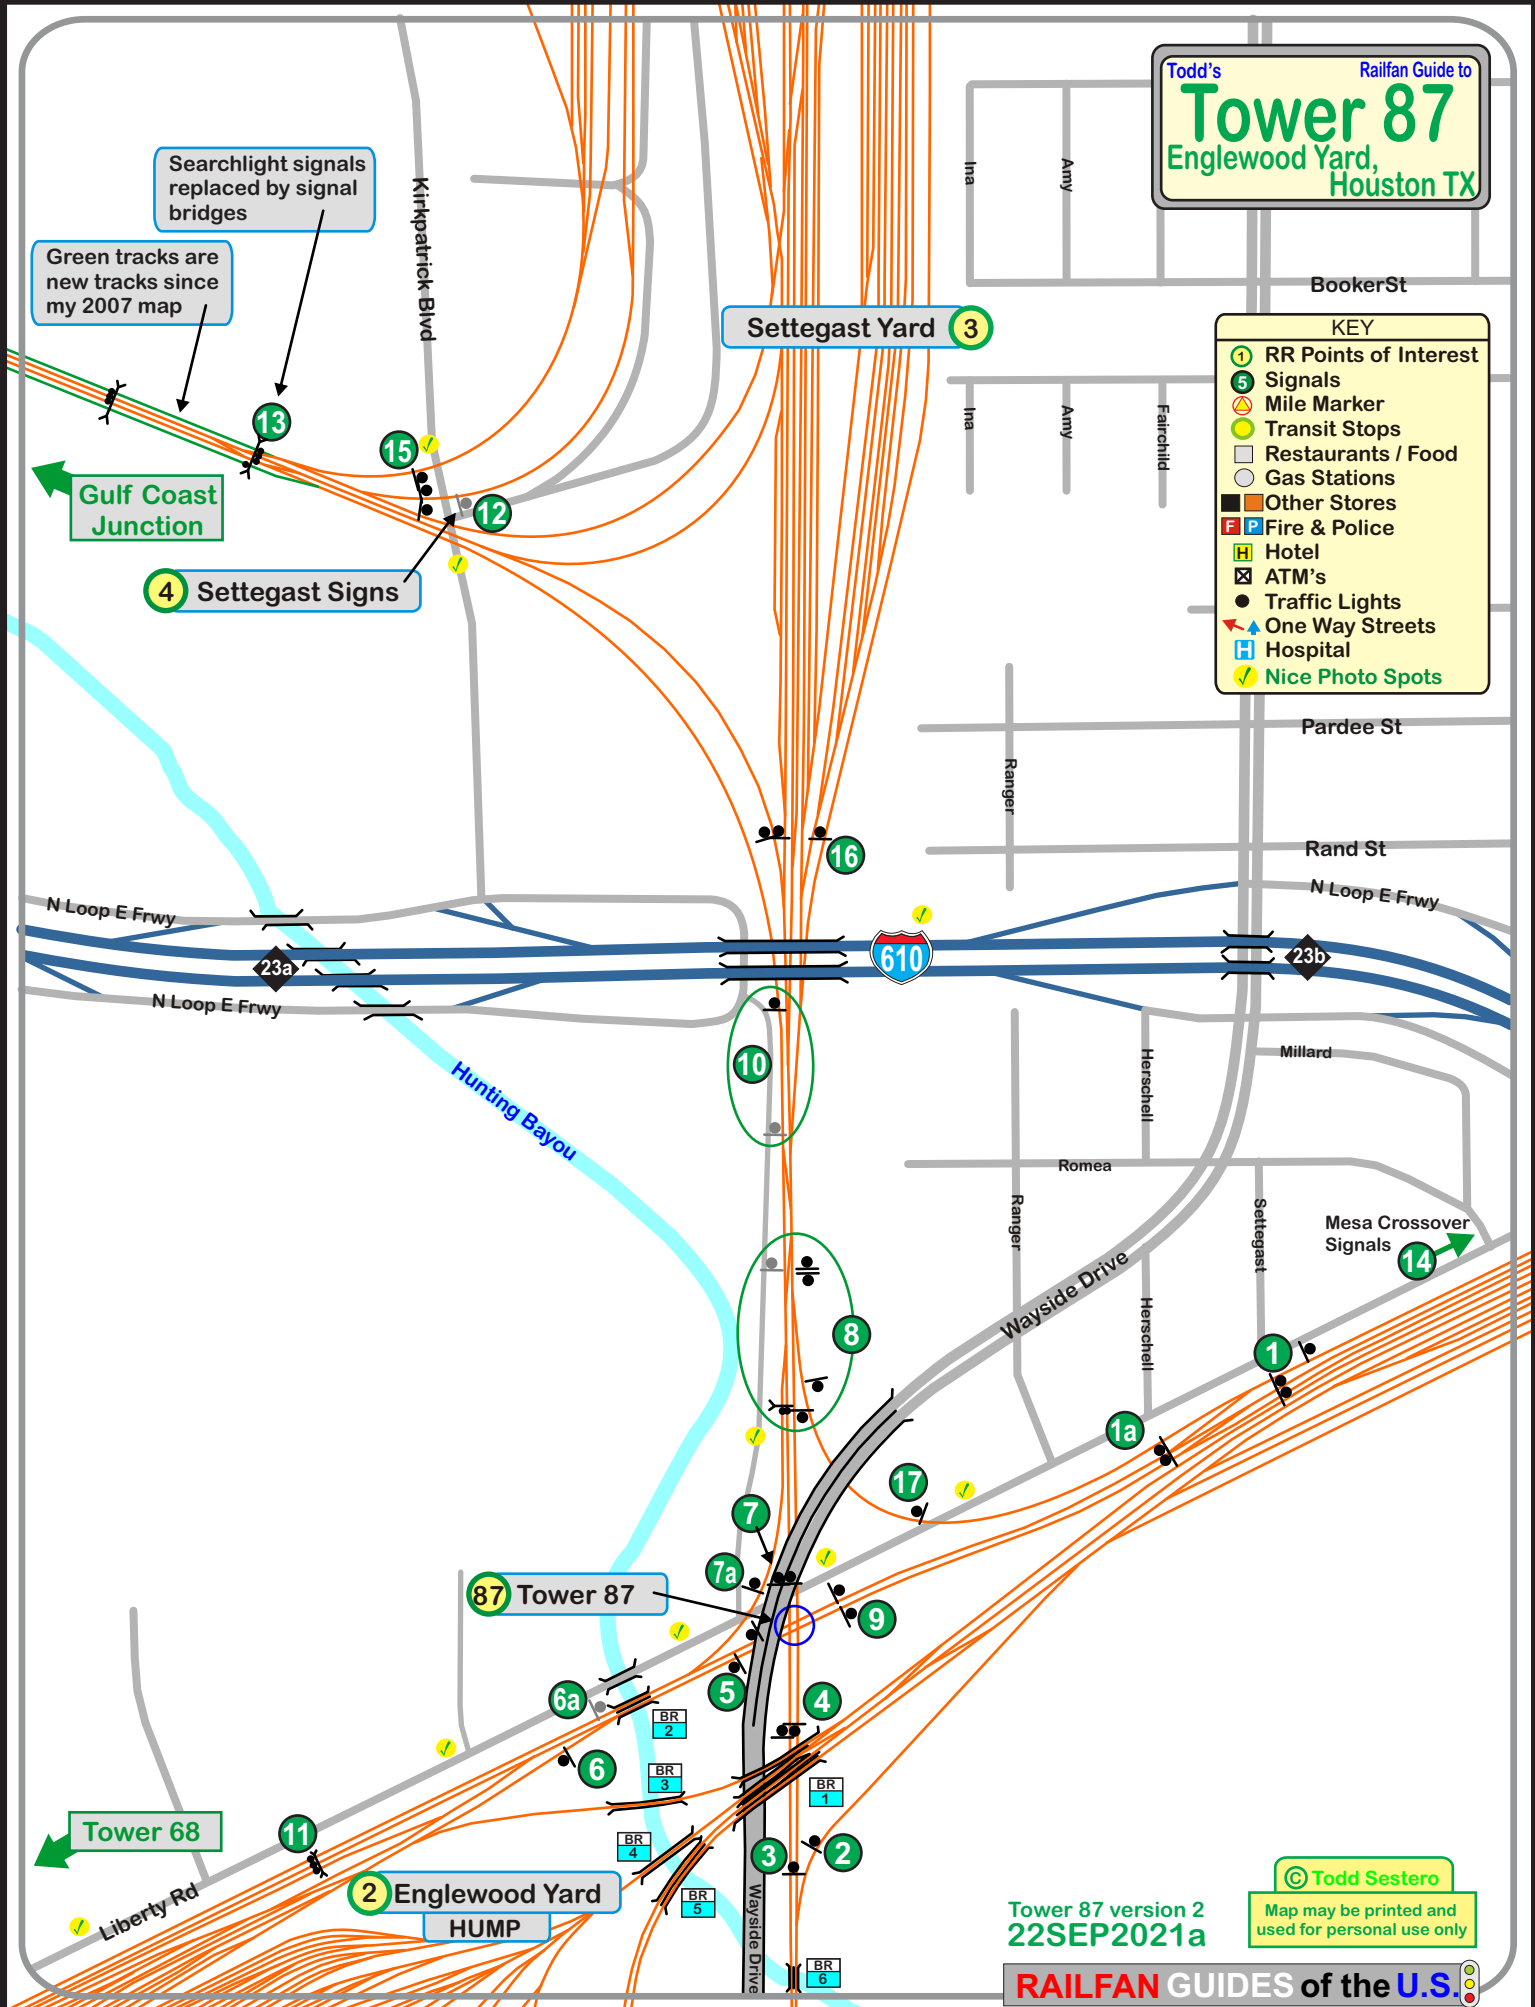 Todd's
Railfan Guide to
Tower 87
Englewood Yard,
Houston TX
Searchlight signals
replaced by signal
bridges
Green tracks are
new tracks since
my 2007 map
Kirkpatrick Blvd
Ina
Amy
BookerSt
Settegast Yard 3
KEY
1 RR Points of Interest
5 Signals
Mile Marker
Transit Stops
Restaurants / Food
Gas Stations
Other Stores
F P Fire & Police
H Hotel
ATM's
Traffic Lights
One Way Streets
H Hospital
Nice Photo Spots
Ina
Amy
Fairchild
13
15
12
Gulf Coast
Junction
4 Settegast Signs
Pardee St
Ranger
Rand St
16
N Loop E Frwy
N Loop E Frwy
23a
610
23b
N Loop E Frwy
10
Hunting Bayou
Herschell
Millard
Romea
Ranger
Settegast
Mesa Crossover
Signals
14
8
Wayside Drive
Herschell
1
1a
17
7
7a
87 Tower 87
9
5
6a
4
BR
2
6
BR
3
BR
1
Tower 68
11
BR
4
3
2
Liberty Rd
2 Englewood Yard
HUMP
BR
5
Wayside Drive
BR
6
Tower 87 version 2
22SEP2021a
© Todd Sestero
Map may be printed and
used for personal use only
RAILFAN GUIDES of the U.S.